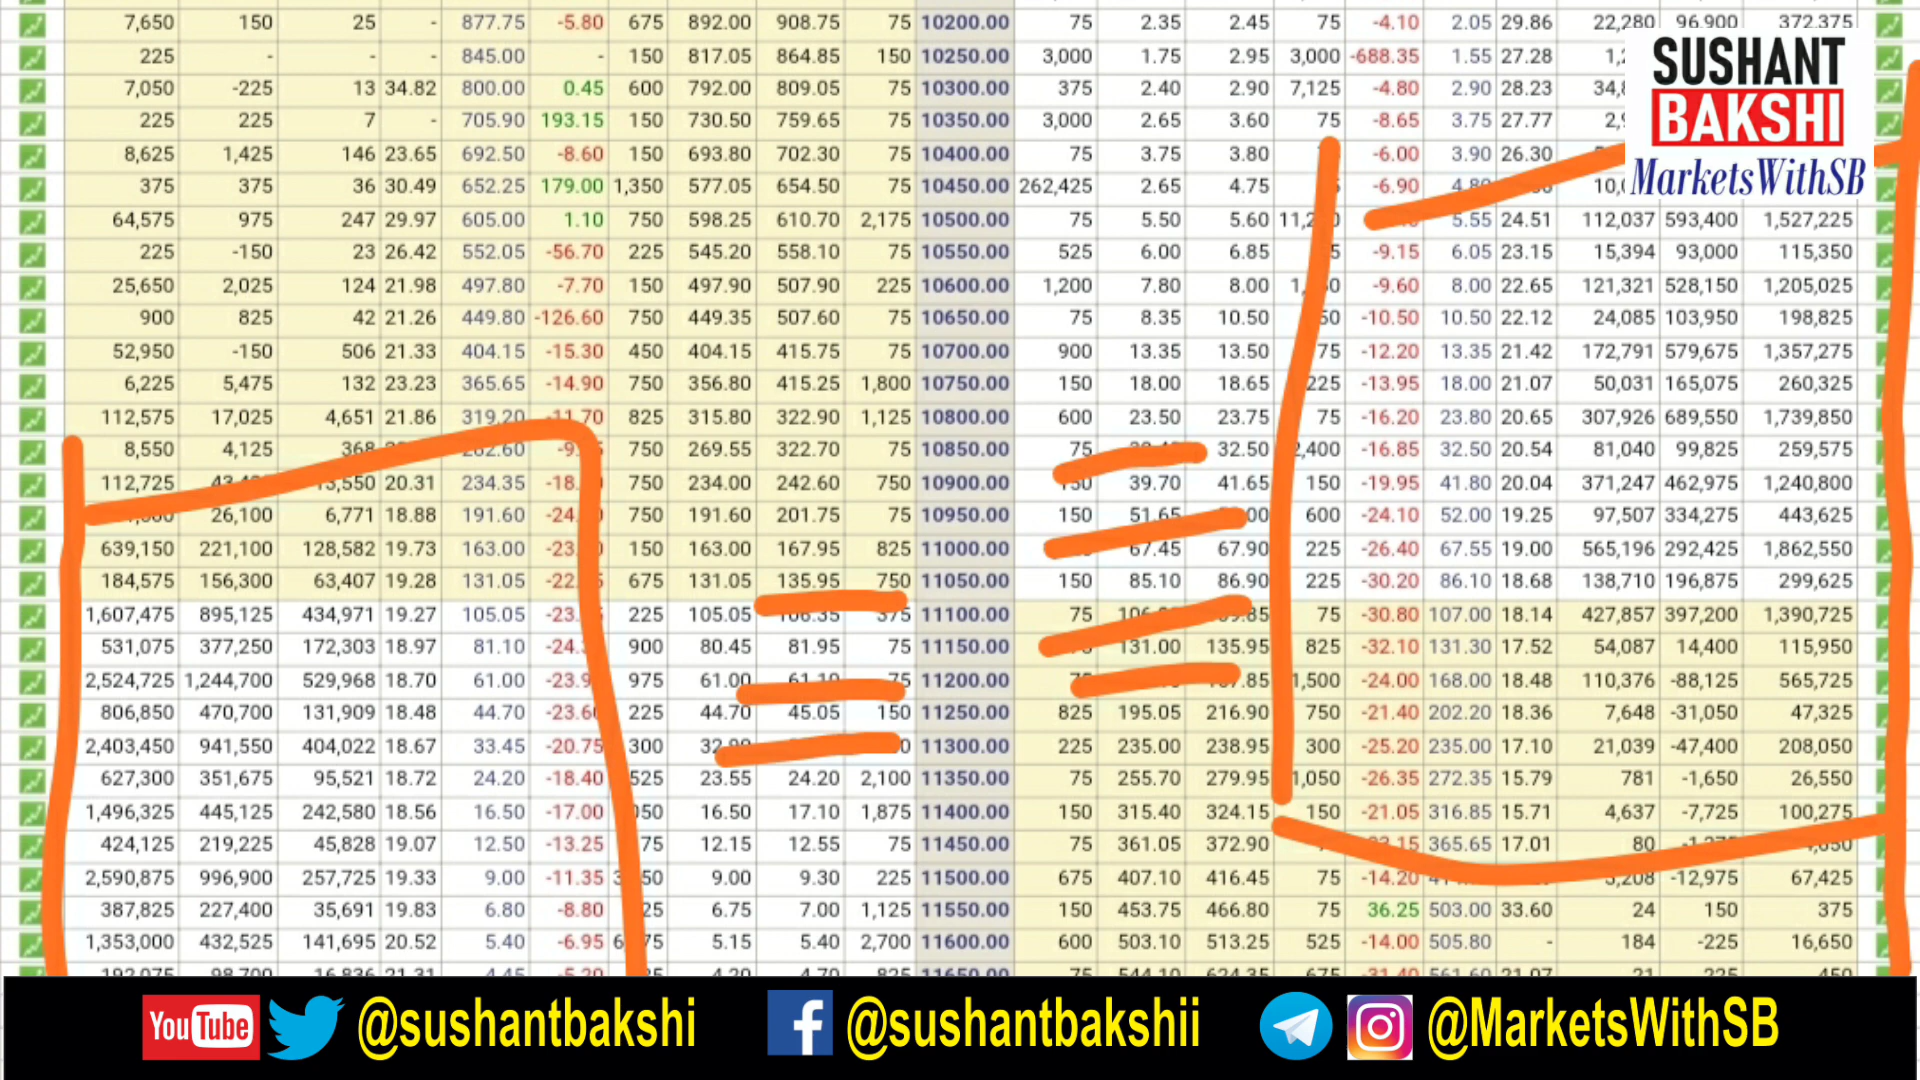 7,650 150 25 - 877.75 -5.80 675 892.00 908.75 75 10200.00 75 2.35 2.45 75 -4.10 2.05 29.86 22,280 96,900 372,375
225 - - - 845.00 - 150 817.05 864.85 150 10250.00 3,000 1.75 2.95 3,000 -688.35 1.55 27.28
7,050 -225 13 34.82 800.00 0.45 600 792.00 809.05 75 10300.00 375 2.40 2.90 7,125 -4.80 2.90 28.23
225 225 7 - 705.90 193.15 150 730.50 759.65 75 10350.00 3,000 2.65 3.60 75 -8.65 3.75 27.77
SUSHANT
BAKSHI
MarketsWithSB
8,625 1,425 146 23.65 692.50 -8.60 150 693.80 702.30 75 10400.00 75 3.75 3.80 -6.00 3.90 26.30
375 375 36 30.49 652.25 179.00 1,350 577.05 654.50 75 10450.00 262,425 2.65 4.75 -6.90
64,575 975 247 29.97 605.00 1.10 750 598.25 610.70 2,175 10500.00 75 5.50 5.60 5.55 24.51 112,037 593,400 1,527,225
225 -150 23 26.42 552.05 -56.70 225 545.20 558.10 75 10550.00 525 6.00 6.85 -9.15 6.05 23.15 15,394 93,000 115,350
25,650 2,025 124 21.98 497.80 -7.70 150 497.90 507.90 225 10600.00 1,200 7.80 8.00 -9.60 8.00 22.65 121,321 528,150 1,205,025
900 825 42 21.26 449.80 -126.60 750 449.35 507.60 75 10650.00 75 8.35 10.50 -10.50 10.50 22.12 24,085 103,950 198,825
52,950 -150 506 21.33 404.15 -15.30 450 404.15 415.75 75 10700.00 900 13.35 13.50 75 -12.20 13.35 21.42 172,791 579,675 1,357,275
6,225 5,475 132 23.23 365.65 -14.90 750 356.80 415.25 1,800 10750.00 150 18.00 18.65 225 -13.95 18.00 21.07 50,031 165,075 260,325
112,575 17,025 4,651 21.86 319.20 -11.70 825 315.80 322.90 1,125 10800.00 600 23.50 23.75 75 -16.20 23.80 20.65 307,926 689,550 1,739,850
8,550 4,125 368 750 269.55 322.70 75 10850.00 75 32.50 2,400 -16.85 32.50 20.54 81,040 99,825 259,575
112,725 20.31 234.35 750 234.00 242.60 750 10900.00 39.70 41.65 150 -19.95 41.80 20.04 371,247 462,975 1,240,800
26,100 6,771 18.88 191.60 750 191.60 201.75 75 10950.00 150 51.65 600 -24.10 52.00 19.25 97,507 334,275 443,625
639,150 221,100 128,582 19.73 163.00 150 163.00 167.95 825 11000.00 67.45 67.90 225 -26.40 67.55 19.00 565,196 292,425 1,862,550
184,575 156,300 63,407 19.28 131.05 675 131.05 135.95 750 11050.00 150 85.10 86.90 225 -30.20 86.10 18.68 138,710 196,875 299,625
1,607,475 895,125 434,971 19.27 105.05 225 105.05 106.35 375 11100.00 75 75 -30.80 107.00 18.14 427,857 397,200 1,390,725
531,075 377,250 172,303 18.97 81.10 900 80.45 81.95 75 11150.00 131.00 135.95 825 -32.10 131.30 17.52 54,087 14,400 115,950
2,524,725 1,244,700 529,968 18.70 61.00 975 61.00 61.10 75 11200.00 1,500 -24.00 168.00 18.48 110,376 -88,125 565,725
806,850 470,700 131,909 18.48 44.70 -23.60 225 44.70 45.05 150 11250.00 825 195.05 216.90 750 -21.40 202.20 18.36 7,648 -31,050 47,325
2,403,450 941,550 404,022 18.67 33.45 -20.75 300 11300.00 225 235.00 238.95 300 -25.20 235.00 17.10 21,039 -47,400 208,050
627,300 351,675 95,521 18.72 24.20 -18.40 525 23.55 24.20 2,100 11350.00 75 255.70 279.95 1,050 -26.35 272.35 15.79 781 -1,650 26,550
1,496,325 445,125 242,580 18.56 16.50 -17.00 16.50 17.10 1,875 11400.00 150 315.40 324.15 150 -21.05 316.85 15.71 4,637 -7,725 100,275
424,125 219,225 45,828 19.07 12.50 -13.25 12.15 12.55 75 11450.00 75 361.05 372.90 365.65 17.01 80
2,590,875 996,900 257,725 19.33 9.00 -11.35 9.00 9.30 225 11500.00 675 407.10 416.45 75 -14.20 -12,975 67,425
387,825 227,400 35,691 19.83 6.80 -8.80 6.75 7.00 1,125 11550.00 150 453.75 466.80 75 36.25 503.00 33.60 24 150 375
1,353,000 432,525 141,695 20.52 5.40 -6.95 5.15 5.40 2,700 11600.00 600 503.10 513.25 525 -14.00 505.80 - 184 -225 16,650
YouTube @sushantbakshi @sushantbakshii @MarketsWithSB